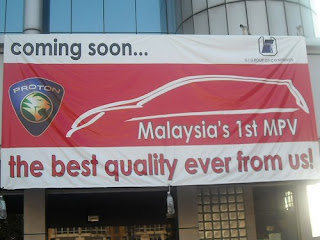 coming soon...
PROTON
Malaysia's 1st MPV
the best quality ever from us!